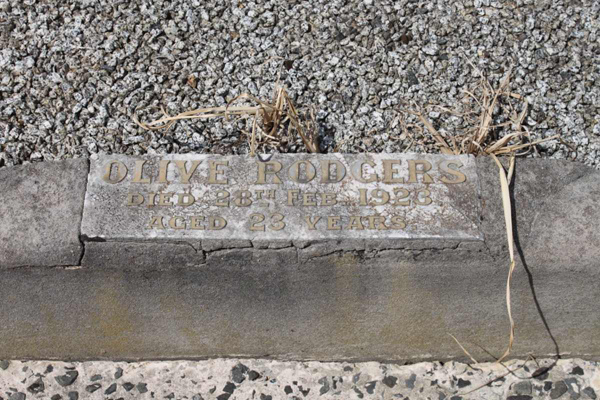 OLIVE RODGERS
DIED 28TH FEB. 1926.
AGED 23 YEARS.